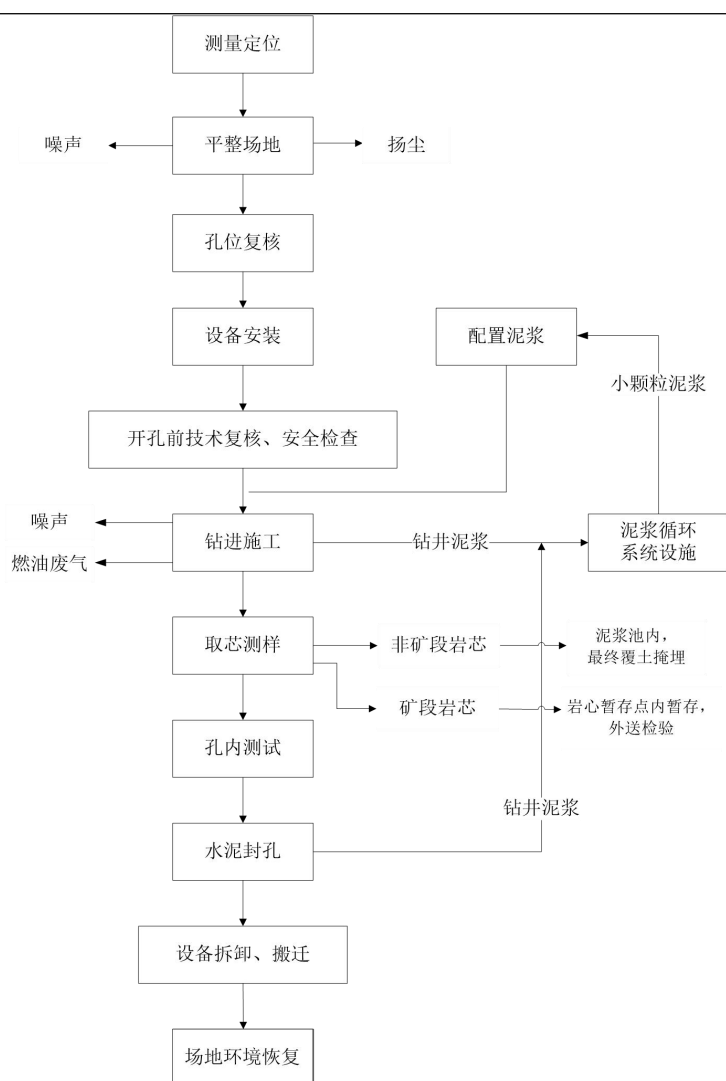 测量定位
噪声
平整场地
扬尘
孔位复核
设备安装
配置泥浆
小颗粒泥浆
开孔前技术复核、安全检查
噪声
燃油废气
钻进施工
钻井泥浆
泥浆循环
系统设施
取芯测样
非矿段岩芯
泥浆池内，
最终覆土掩埋
矿段岩芯
岩心暂存点内暂存，
外送检验
孔内测试
钻井泥浆
水泥封孔
设备拆卸、搬迁
场地环境恢复